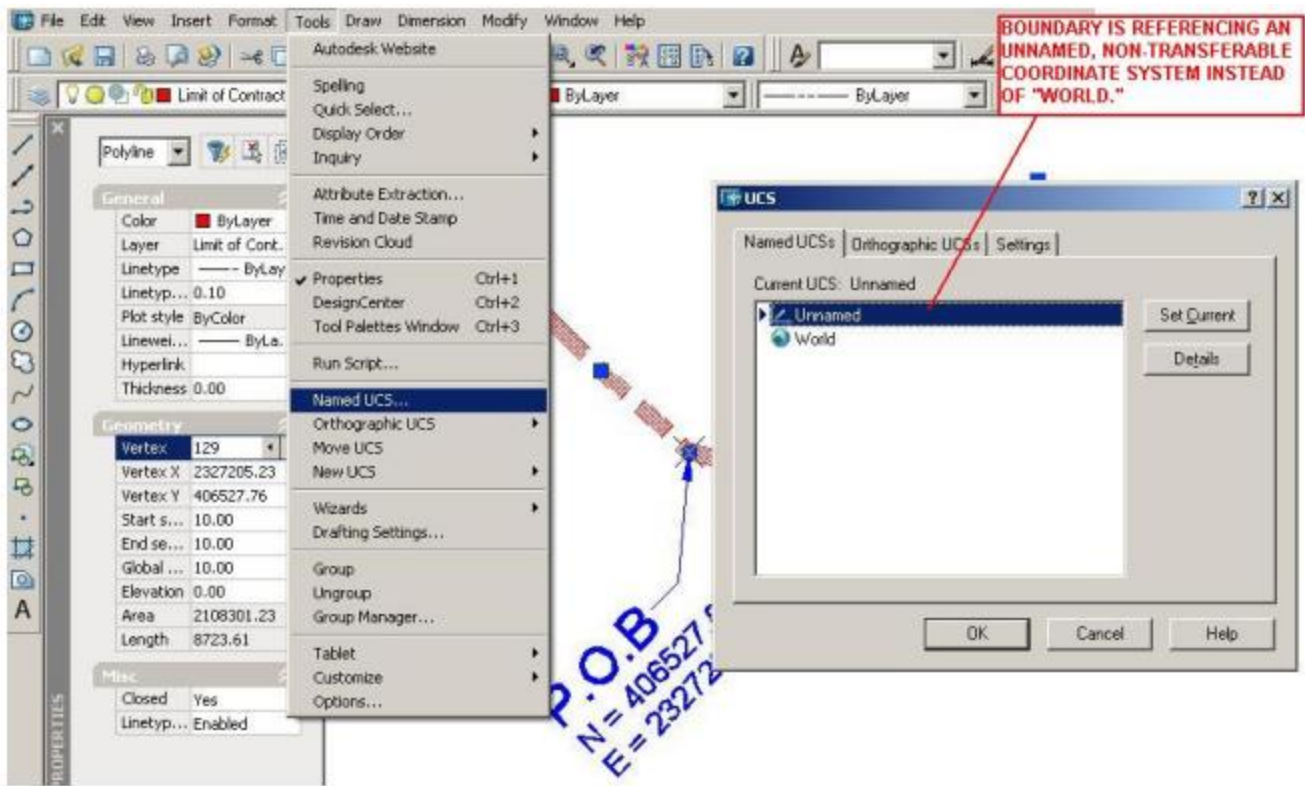 File Edit View Insert Format Tools Draw Dimension Modify Window Help
BOUNDARY IS REFERENCING AN
UNNAMED, NON-TRANSFERABLE
COORDINATE SYSTEM INSTEAD
OF "WORLD."
Limit of Contract
ByLayer
ByLayer
Polyline
General
Color ByLayer
Layer Limit of Cont.
Linetype ByLay
Linetyp... 0.10
Plot style ByColor
Linewei... ByLa.
Hyperlink
Thickness 0.00
Geometry
Vertex 129
Vertex X 2327205.23
Vertex Y 406527.76
Start s... 10.00
End se... 10.00
Global ... 10.00
Elevation 0.00
Area 2108301.23
Length 8723.61
Misc
Closed Yes
Linetyp... Enabled
PROPERTIES
A
Autodesk Website
Spelling
Quick Select...
Display Order
Inquiry
Attribute Extraction...
Time and Date Stamp
Revision Cloud
Properties Ctrl+1
DesignCenter Ctrl+2
Tool Palettes Window Ctrl+3
Run Script...
Named UCS...
Orthographic UCS
Move UCS
New UCS
Wizards
Drafting Settings...
Group
Ungroup
Group Manager...
Tablet
Customize
Options...
P.O.B
N = 406527.
E = 23272
UCS
Named UCSs Orthographic UCSs Settings
Current UCS: Unnamed
Unnamed
World
Set Current
Details
OK Cancel Help